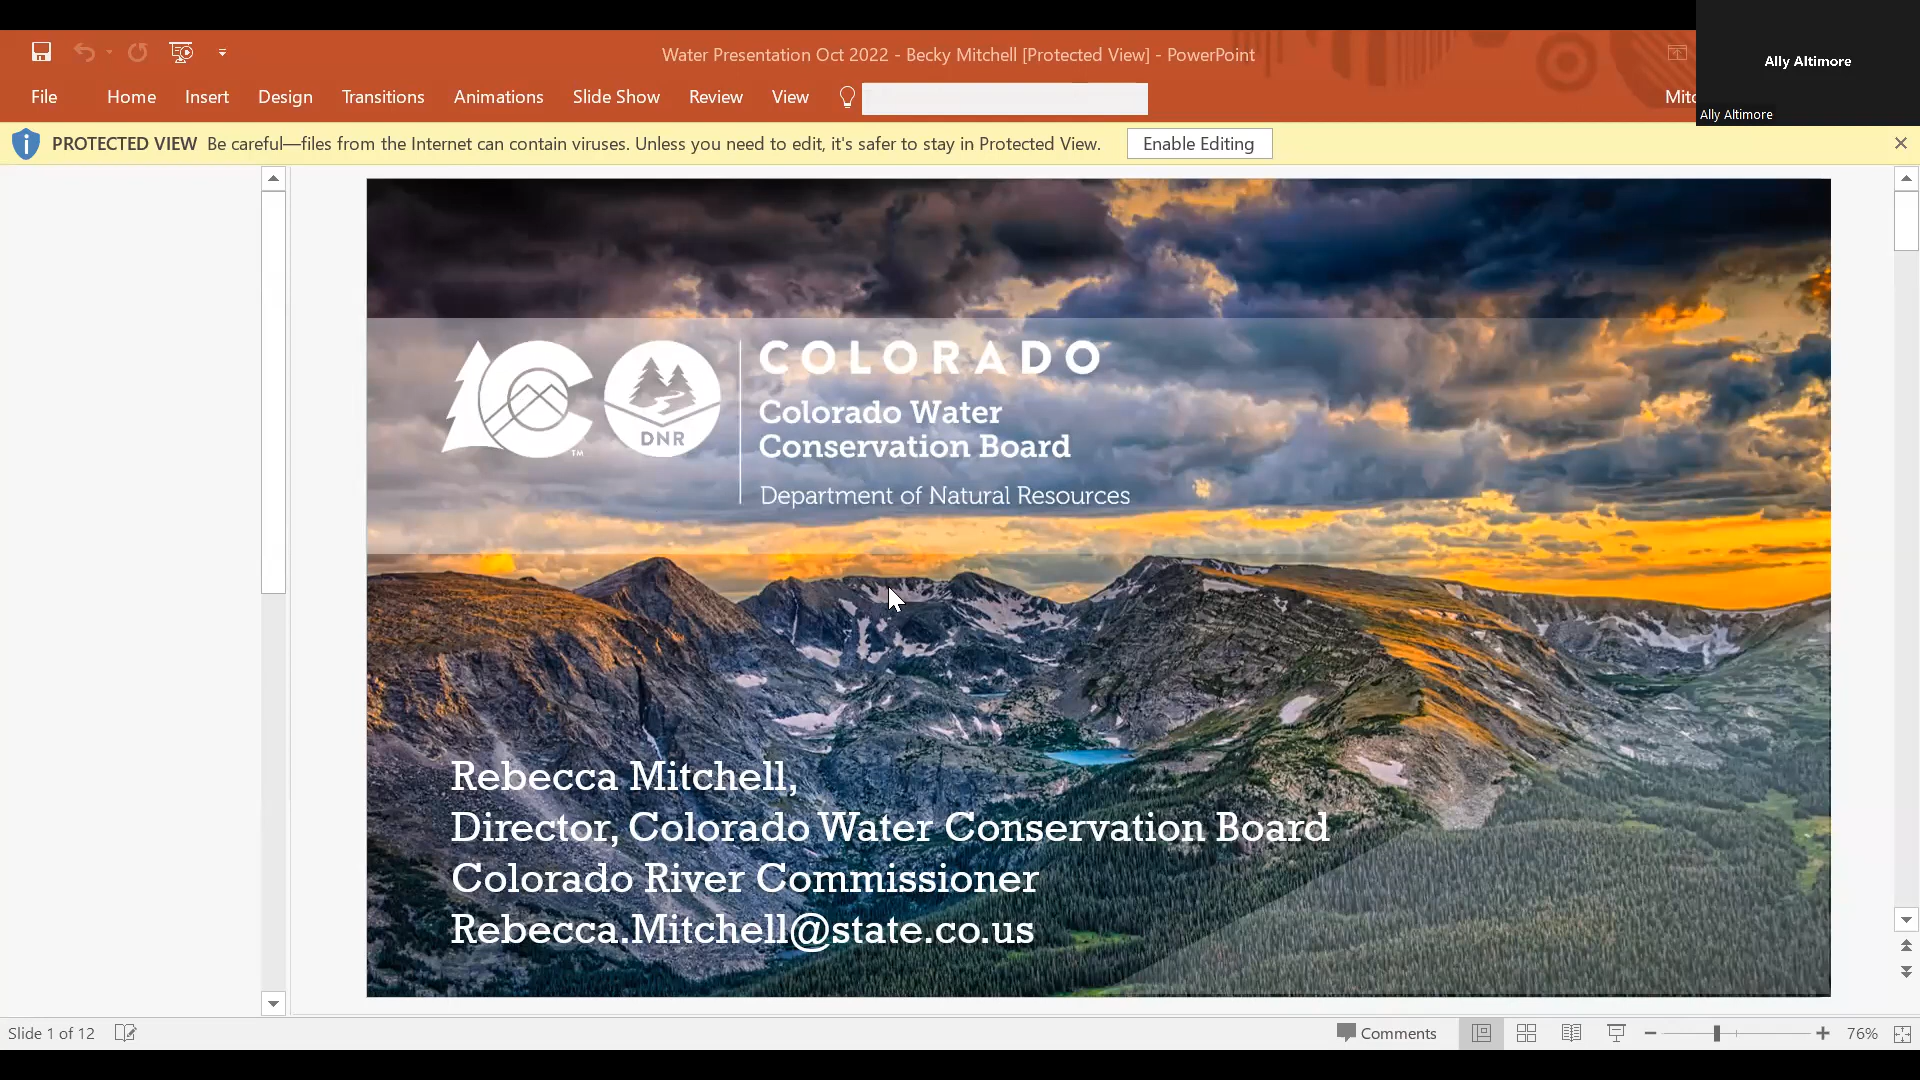 Water Presentation Oct 2022 - Becky Mitchell [Protected View] - PowerPoint
Ally Altimore
File Home Insert Design Transitions Animations Slide Show Review View
Ally Altimore
PROTECTED VIEW Be careful—files from the Internet can contain viruses. Unless you need to edit, it's safer to stay in Protected View. Enable Editing
COLORADO
Colorado Water
Conservation Board
DNR
TM
Department of Natural Resources
Rebecca Mitchell,
Director, Colorado Water Conservation Board
Colorado River Commissioner
Rebecca.Mitchell@state.co.us
Slide 1 of 12 Comments 76%